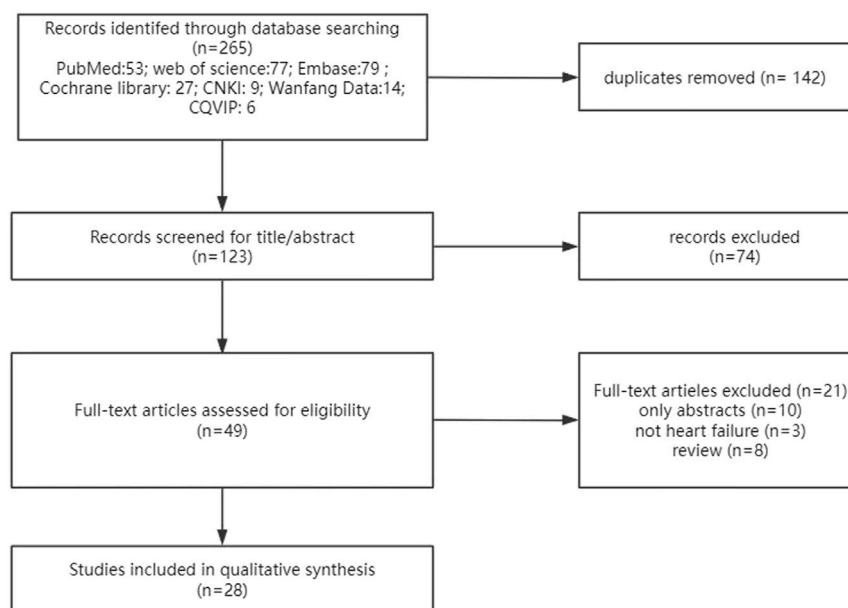 Records identifed through database searching
(n=265)
PubMed:53; web of science:77; Embase:79 ;
Cochrane library: 27; CNKI: 9; Wanfang Data:14;
CQVIP: 6
duplicates removed (n= 142)
Records screened for title/abstract
(n=123)
records excluded
(n=74)
Full-text articles assessed for eligibility
(n=49)
Full-text artieles excluded (n=21)
only abstracts (n=10)
not heart failure (n=3)
review (n=8)
Studies included in qualitative synthesis
(n=28)